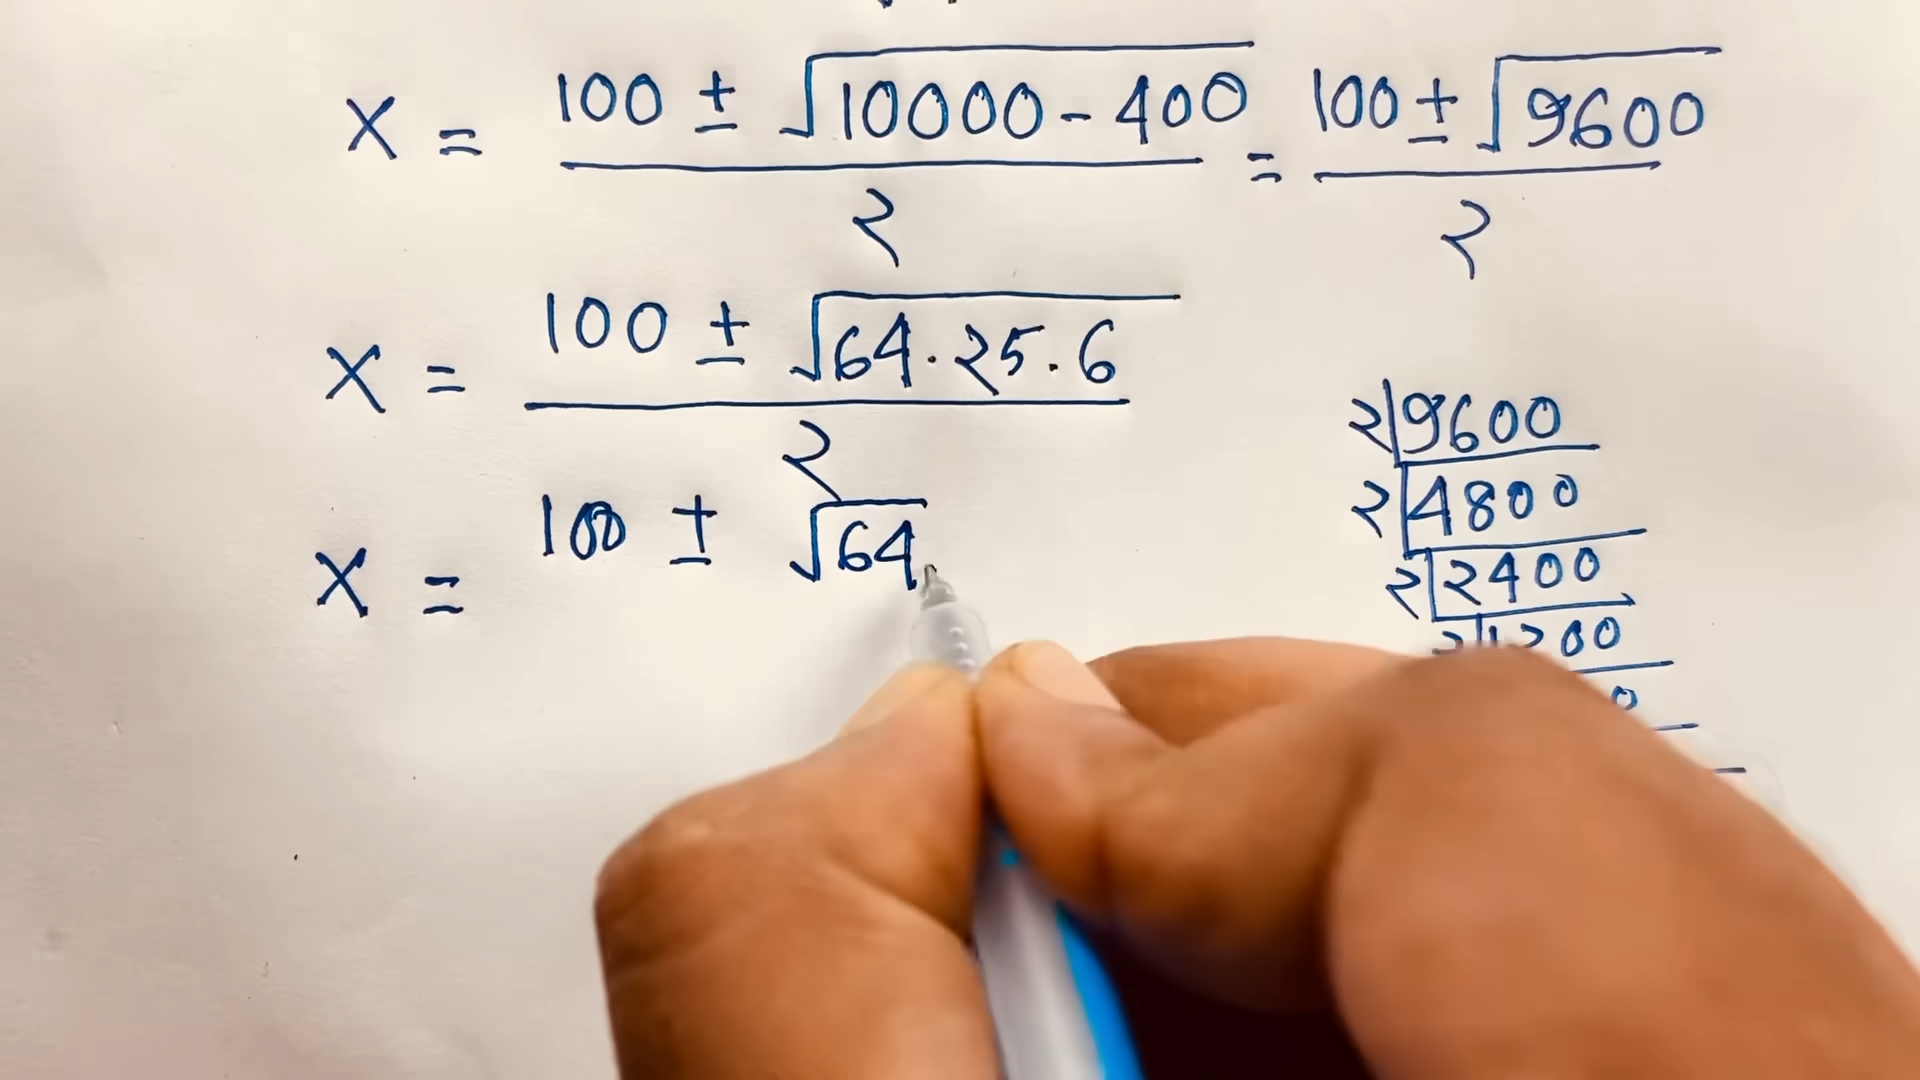 x = (100 ± √(10000 - 400)) / 2 = (100 ± √9600) / 2
x = (100 ± √(64 · 25 · 6)) / 2
x = 100 ± √64
2|9600
2|4800
2|2400